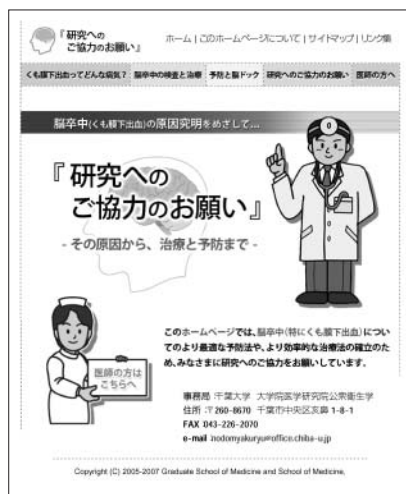 『研究への
ご協力のお願い』
ホーム | このホームページについて | サイトマップ | リンク集
くも膜下出血ってどんな病気? 脳卒中の検査と治療 予防と脳ドック 研究へのご協力のお願い 医師の方へ
脳卒中(くも膜下出血)の原因究明をめざして...
『研究への
ご協力のお願い』
- その原因から、治療と予防まで -
このホームページでは、脳卒中(特にくも膜下出血)につい
てのより最適な予防法や、より効率的な治療法の確立のた
め、みなさまに研究へのご協力をお願いしています。
医師の方は
こちらへ
事務局 :千葉大学 大学院医学研究院公衆衛生学
住所 :〒260-8670 千葉市中央区亥鼻 1-8-1
FAX :043-226-2070
e-mail :nodomyakuryu@office.chiba-u.jp
Copyright (C) 2005-2007 Graduate School of Medicine and School of Medicine,